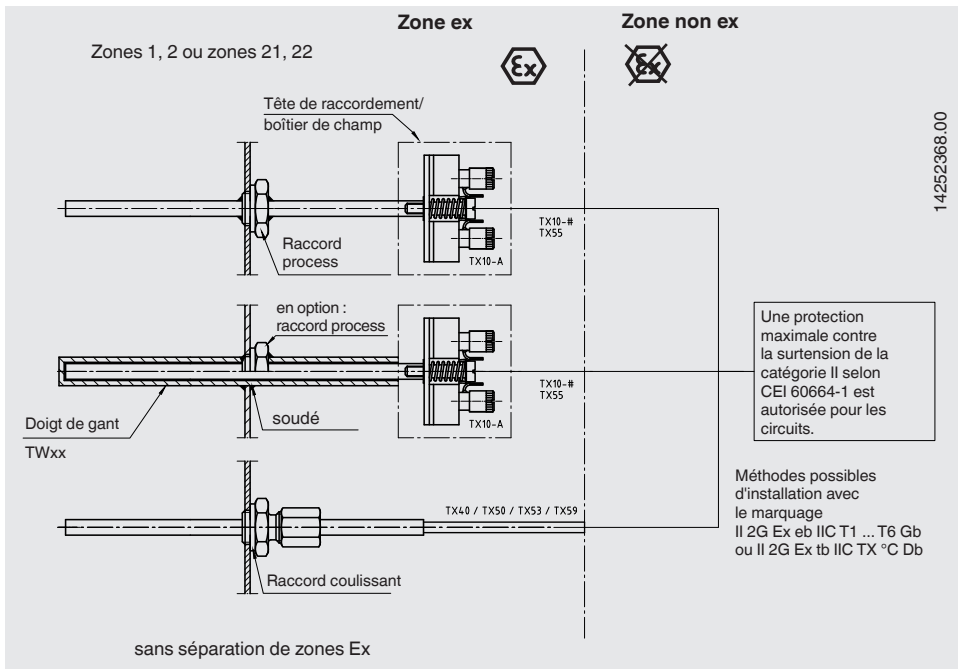 Zone ex
Zone non ex
Zones 1, 2 ou zones 21, 22
Ex
Ex
Tête de raccordement/
boîtier de champ
14252368.00
TX10-#
TX55
Raccord
process
TX10-A
en option :
raccord process
Une protection
maximale contre
la surtension de la
catégorie II selon
CEI 60664-1 est
autorisée pour les
circuits.
TX10-#
TX55
Doigt de gant
TWxx
soudé
TX10-A
Méthodes possibles
d'installation avec
le marquage
II 2G Ex eb IIC T1 ... T6 Gb
ou II 2G Ex tb IIC TX °C Db
TX40 / TX50 / TX53 / TX59
Raccord coulissant
sans séparation de zones Ex